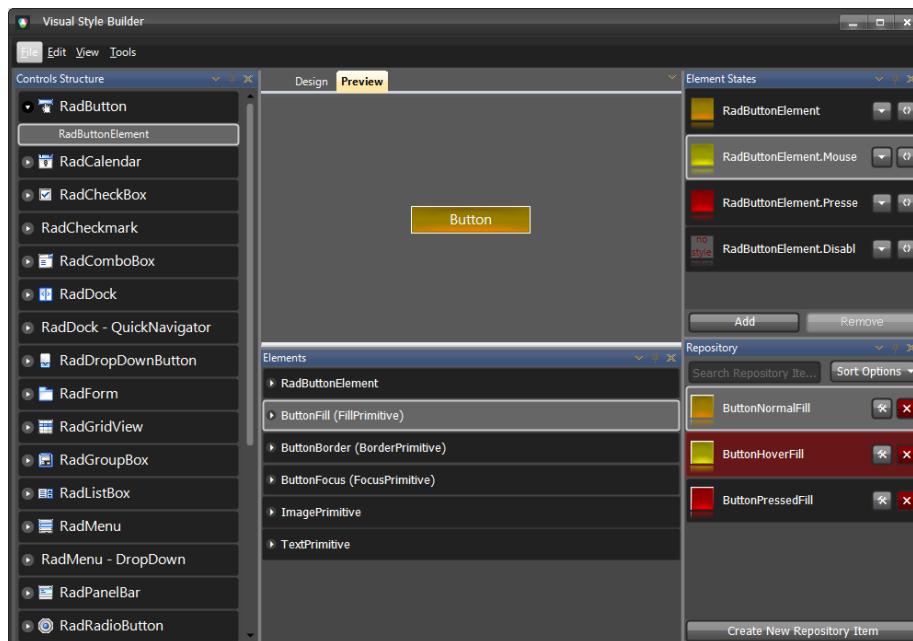 Visual Style Builder
File Edit View Tools
Controls Structure
RadButton
RadButtonElement
RadCalendar
RadCheckBox
RadCheckmark
RadComboBox
RadDock
RadDock - QuickNavigator
RadDropDownButton
RadForm
RadGridView
RadGroupBox
RadListBox
RadMenu
RadMenu - DropDown
RadPanelBar
RadRadioButton
Design Preview
Button
Elements
RadButtonElement
ButtonFill (FillPrimitive)
ButtonBorder (BorderPrimitive)
ButtonFocus (FocusPrimitive)
ImagePrimitive
TextPrimitive
Element States
RadButtonElement
RadButtonElement.Mouse
RadButtonElement.Presse
no
style
RadButtonElement.Disabl
Add Remove
Repository
Search Repository Ite... Sort Options
ButtonNormalFill
ButtonHoverFill
ButtonPressedFill
Create New Repository Item